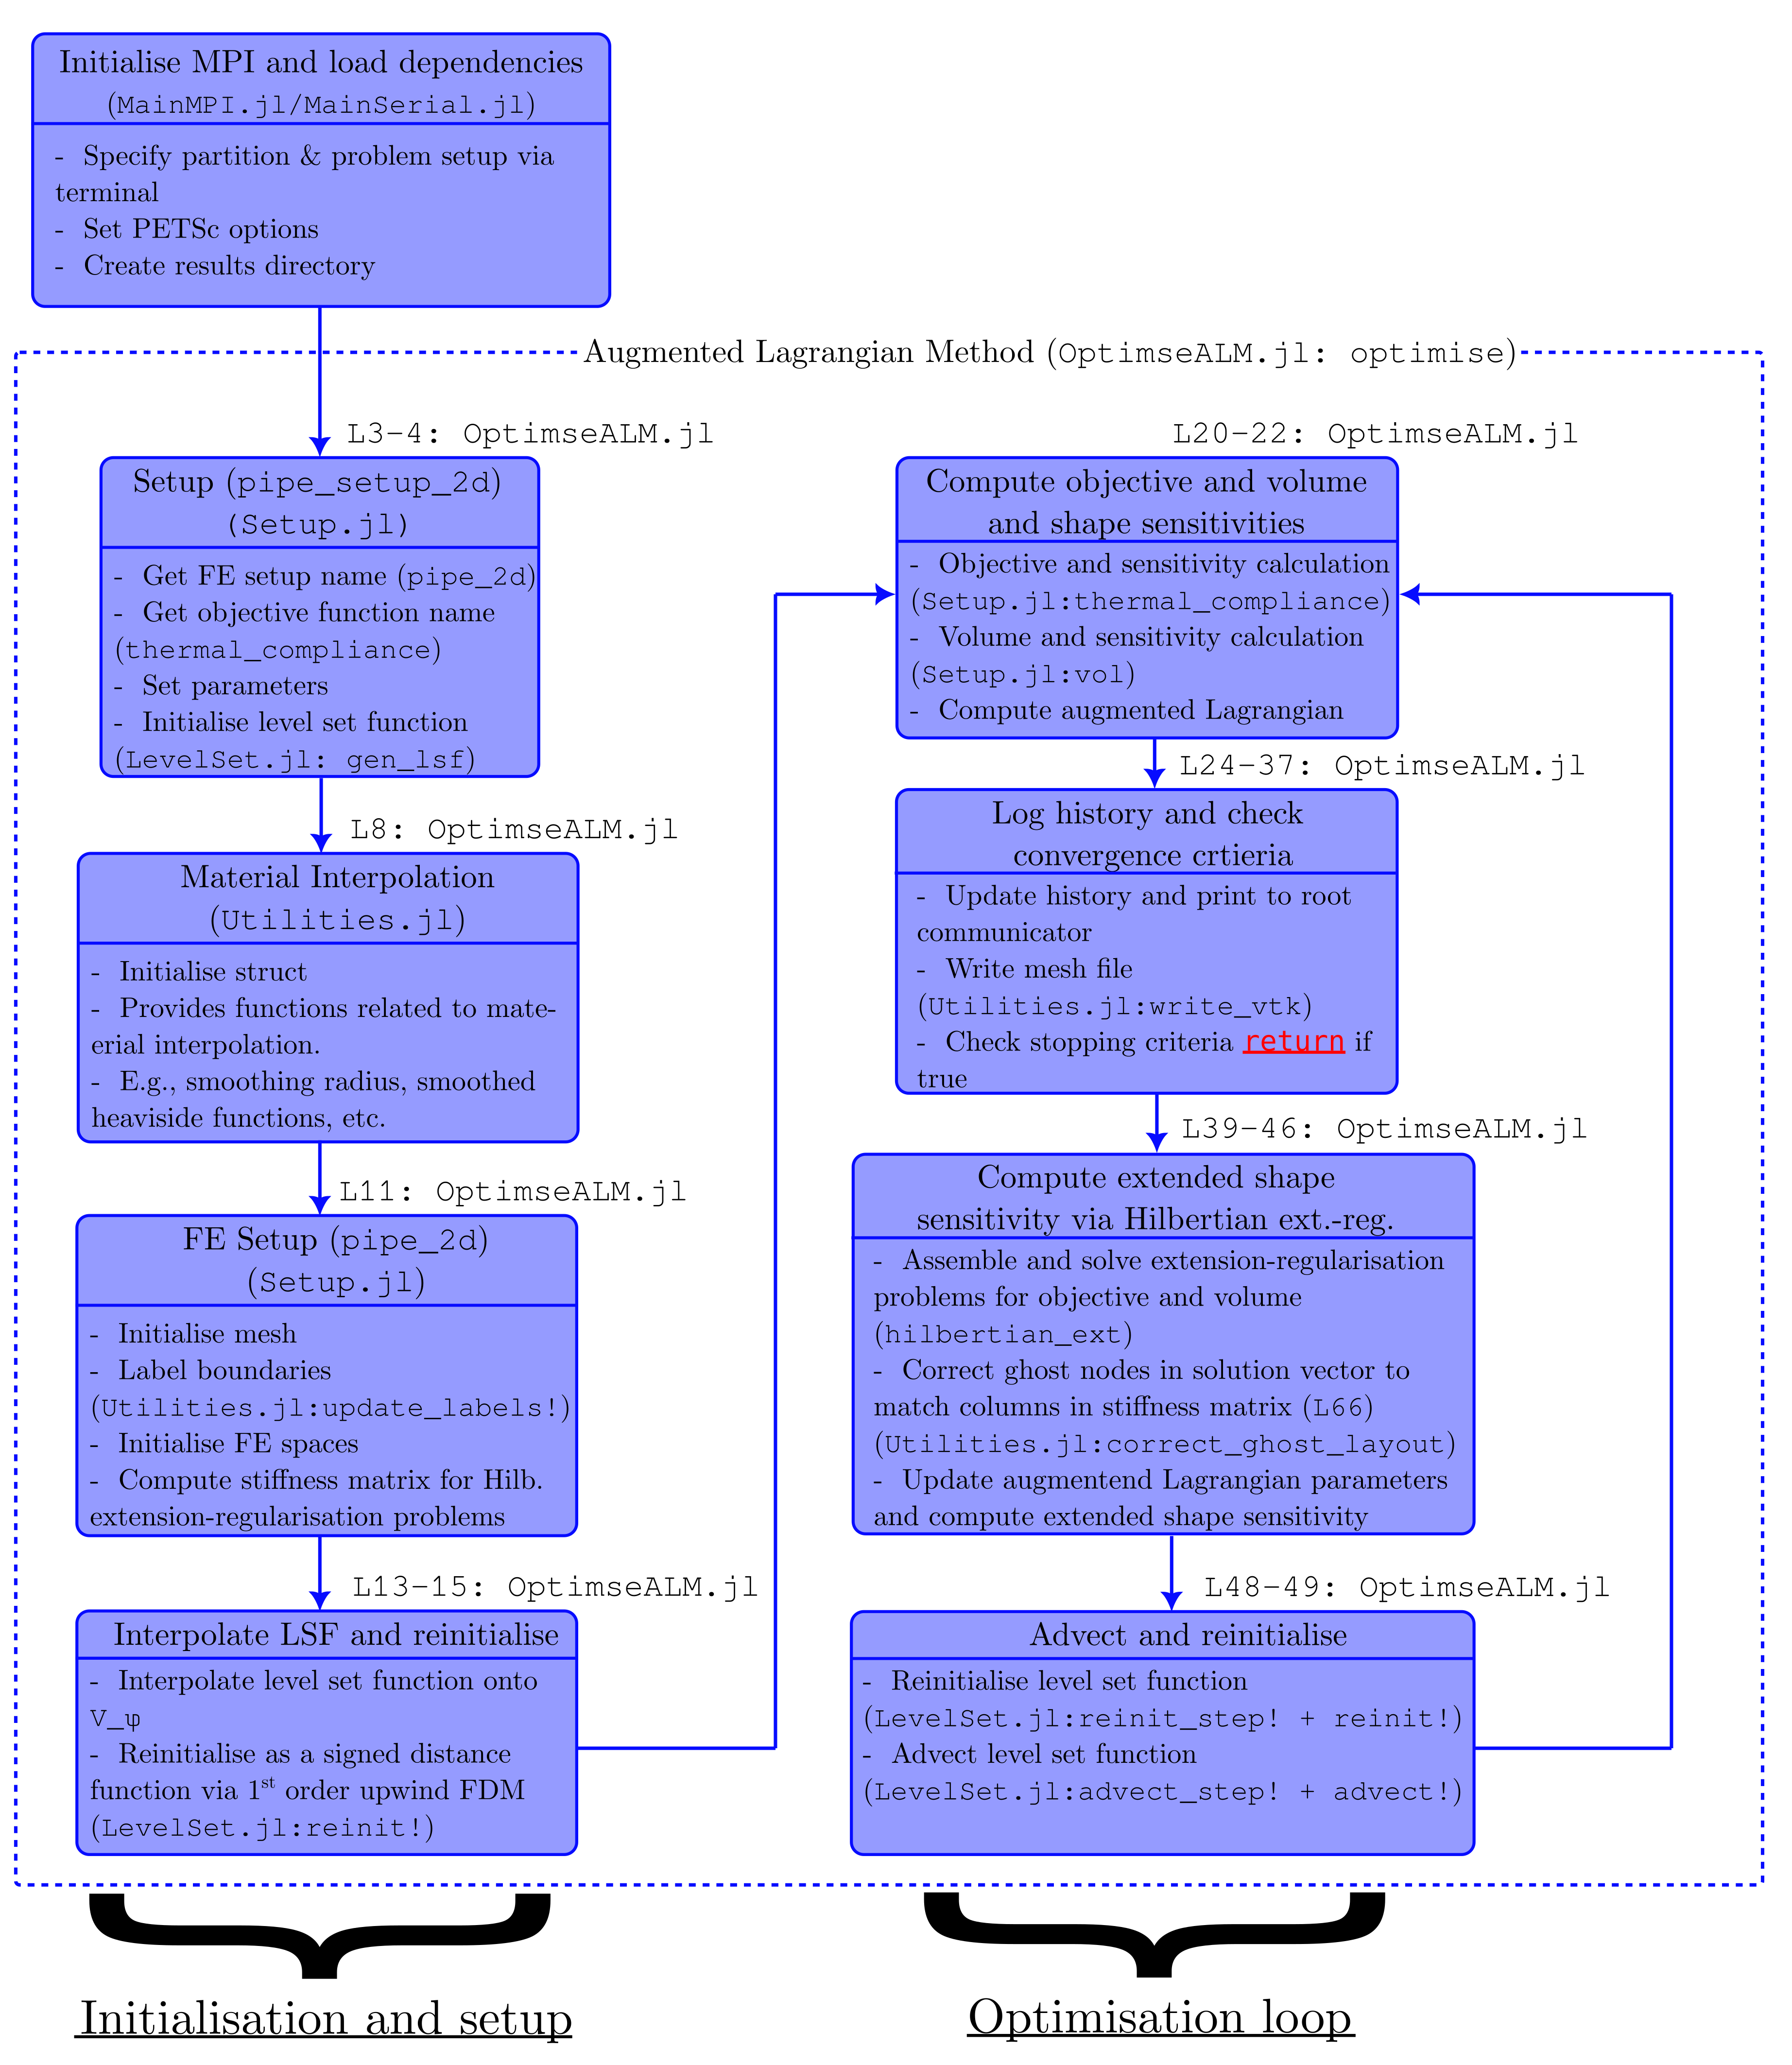 Initialise MPI and load dependencies
(MainMPI.jl/MainSerial.jl)
- Specify partition & problem setup via
terminal
- Set PETSc options
- Create results directory
Augmented Lagrangian Method (OptimseALM.jl: optimise)
L3–4: OptimseALM.jl
Setup (pipe_setup_2d)
(Setup.jl)
- Get FE setup name (pipe_2d)
- Get objective function name
(thermal_compliance)
- Set parameters
- Initialise level set function
(LevelSet.jl: gen_lsf)
L8: OptimseALM.jl
Material Interpolation
(Utilities.jl)
- Initialise struct
- Provides functions related to mate-
erial interpolation.
- E.g., smoothing radius, smoothed
heaviside functions, etc.
L11: OptimseALM.jl
FE Setup (pipe_2d)
(Setup.jl)
- Initialise mesh
- Label boundaries
(Utilities.jl:update_labels!)
- Initialise FE spaces
- Compute stiffness matrix for Hilb.
extension-regularisation problems
L13–15: OptimseALM.jl
Interpolate LSF and reinitialise
- Interpolate level set function onto
V_φ
- Reinitialise as a signed distance
function via 1st order upwind FDM
(LevelSet.jl:reinit!)
L20–22: OptimseALM.jl
Compute objective and volume
and shape sensitivities
- Objective and sensitivity calculation
(Setup.jl:thermal_compliance)
- Volume and sensitivity calculation
(Setup.jl:vol)
- Compute augmented Lagrangian
L24–37: OptimseALM.jl
Log history and check
convergence crtieria
- Update history and print to root
communicator
- Write mesh file
(Utilities.jl:write_vtk)
- Check stopping criteria return if
true
L39–46: OptimseALM.jl
Compute extended shape
sensitivity via Hilbertian ext.-reg.
- Assemble and solve extension-regularisation
problems for objective and volume
(hilbertian_ext)
- Correct ghost nodes in solution vector to
match columns in stiffness matrix (L66)
(Utilities.jl:correct_ghost_layout)
- Update augmentend Lagrangian parameters
and compute extended shape sensitivity
L48–49: OptimseALM.jl
Advect and reinitialise
- Reinitialise level set function
(LevelSet.jl:reinit_step! + reinit!)
- Advect level set function
(LevelSet.jl:advect_step! + advect!)
Initialisation and setup
Optimisation loop